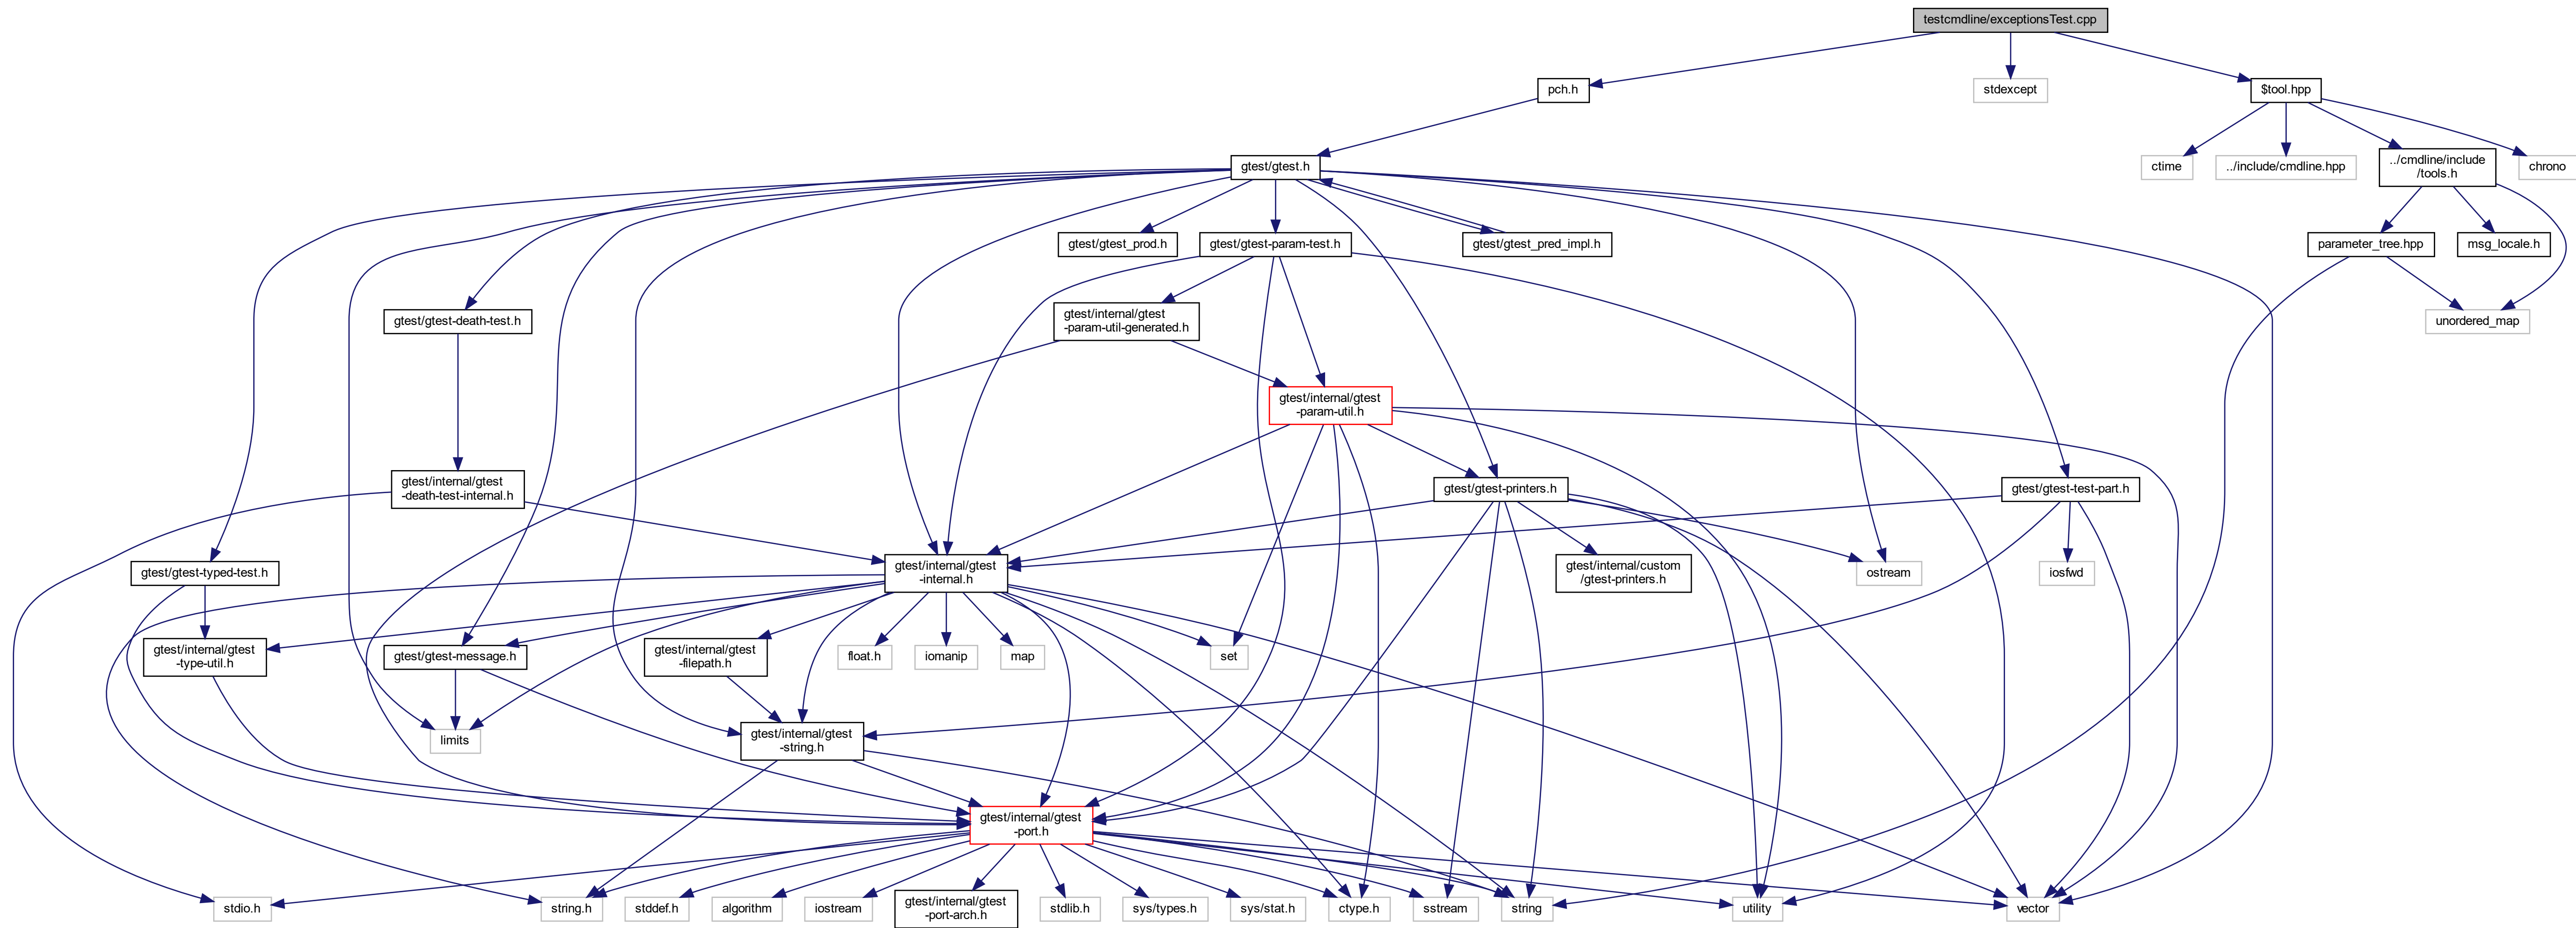 testcmdline/exceptionsTest.cpp
pch.h
stdexcept
$tool.hpp
gtest/gtest.h
ctime
../include/cmdline.hpp
../cmdline/include
/tools.h
chrono
gtest/gtest_prod.h
gtest/gtest-param-test.h
gtest/gtest_pred_impl.h
parameter_tree.hpp
msg_locale.h
gtest/gtest-death-test.h
gtest/internal/gtest
-param-util-generated.h
unordered_map
gtest/internal/gtest
-param-util.h
gtest/internal/gtest
-death-test-internal.h
gtest/gtest-printers.h
gtest/gtest-test-part.h
gtest/gtest-typed-test.h
gtest/internal/gtest
-internal.h
gtest/internal/custom
/gtest-printers.h
ostream
iosfwd
gtest/internal/gtest
-type-util.h
gtest/gtest-message.h
gtest/internal/gtest
-filepath.h
float.h
iomanip
map
set
limits
gtest/internal/gtest
-string.h
gtest/internal/gtest
-port.h
stdio.h
string.h
stddef.h
algorithm
iostream
gtest/internal/gtest
-port-arch.h
stdlib.h
sys/types.h
sys/stat.h
ctype.h
sstream
string
utility
vector